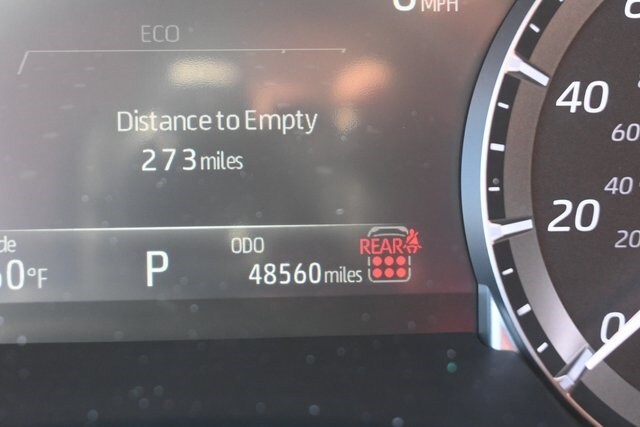 MPH
ECO
Distance to Empty
273 miles
ODO
P
48560 miles
REAR
°F
40
60
40
20
20
0